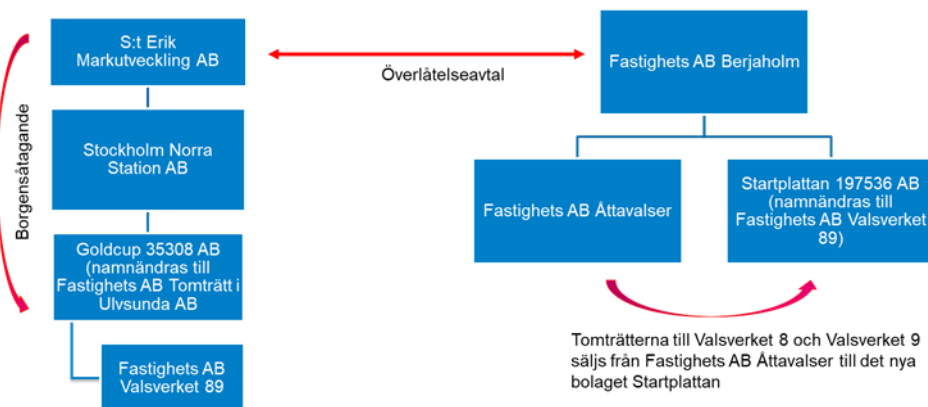 S:t Erik
Markutveckling AB
Överlåtelseavtal
Fastighets AB Berjaholm
Borgensåtagande
Stockholm Norra
Station AB
Fastighets AB Åttavalser
Startplattan 197536 AB
(namnändras till
Fastighets AB Valsverket
89)
Goldcup 35308 AB
(namnändras till
Fastighets AB Tomträtt i
Ulvsunda AB
Fastighets AB
Valsverket 89
Tomträtterna till Valsverket 8 och Valsverket 9
säljs från Fastighets AB Åttavalser till det nya
bolaget Startplattan